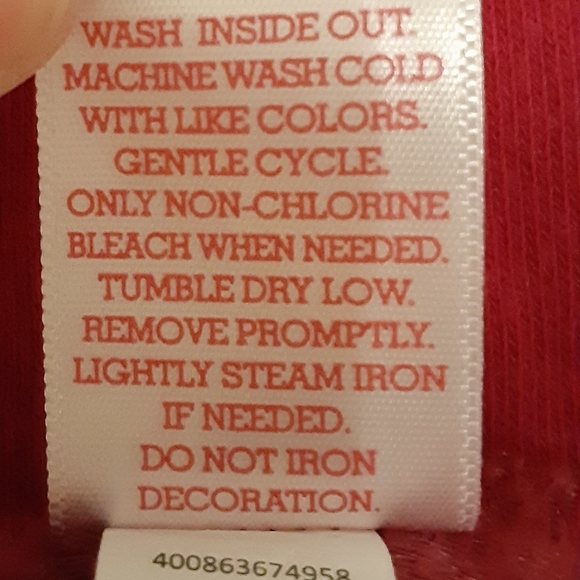 WASH INSIDE OUT.
MACHINE WASH COLD
WITH LIKE COLORS.
GENTLE CYCLE.
ONLY NON-CHLORINE
BLEACH WHEN NEEDED.
TUMBLE DRY LOW.
REMOVE PROMPTLY.
LIGHTLY STEAM IRON
IF NEEDED.
DO NOT IRON
DECORATION.
400863674958